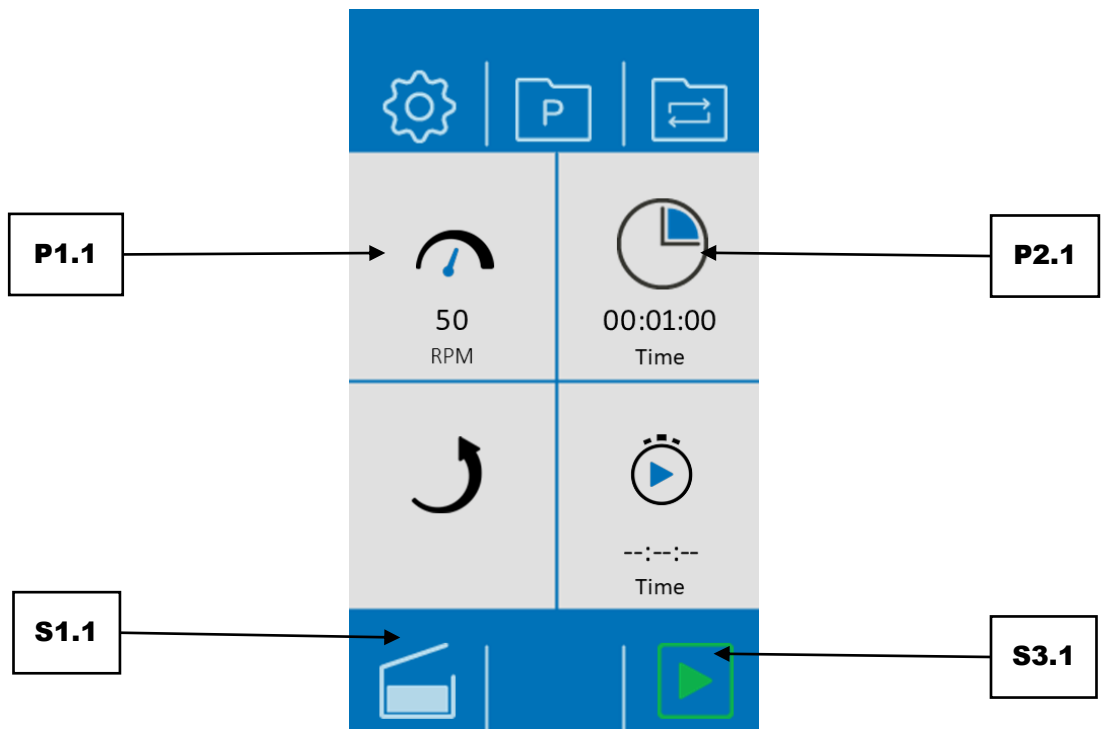 P
P1.1
P2.1
50
RPM
00:01:00
Time
--:--:--
Time
S1.1
S3.1